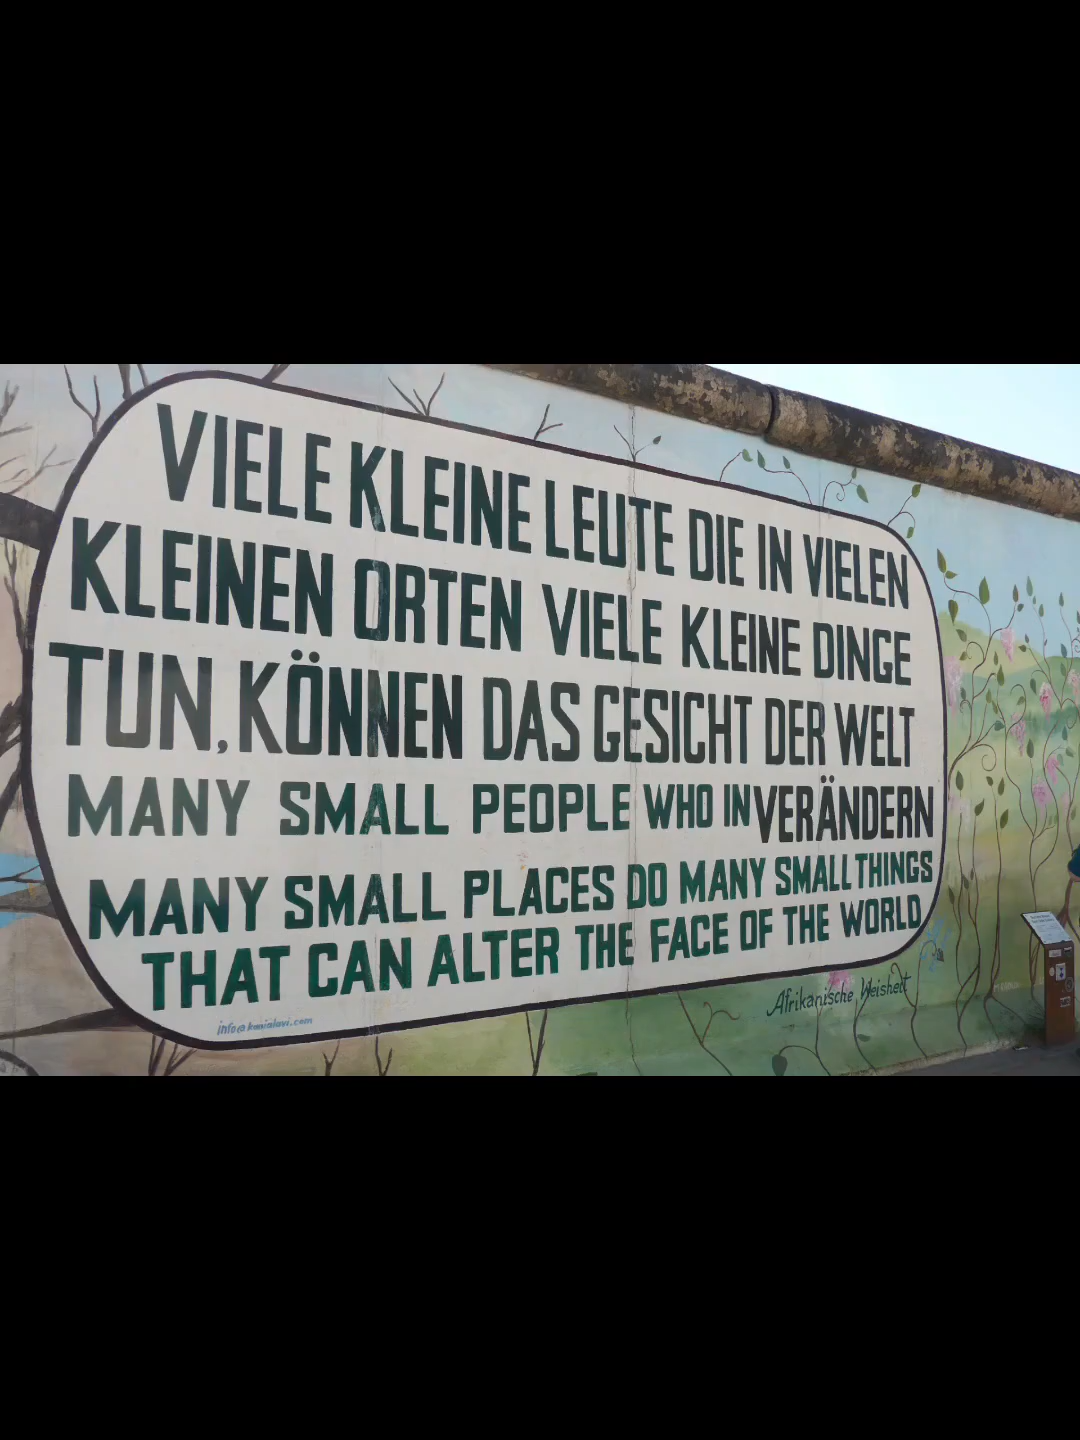 VIELE KLEINE LEUTE DIE IN VIELEN
KLEINEN ORTEN VIELE KLEINE DINGE
TUN, KÖNNEN DAS GESICHT DER WELT
VERÄNDERN
MANY SMALL PEOPLE WHO IN
MANY SMALL PLACES DO MANY SMALL THINGS
THAT CAN ALTER THE FACE OF THE WORLD
Afrikanische Weisheit